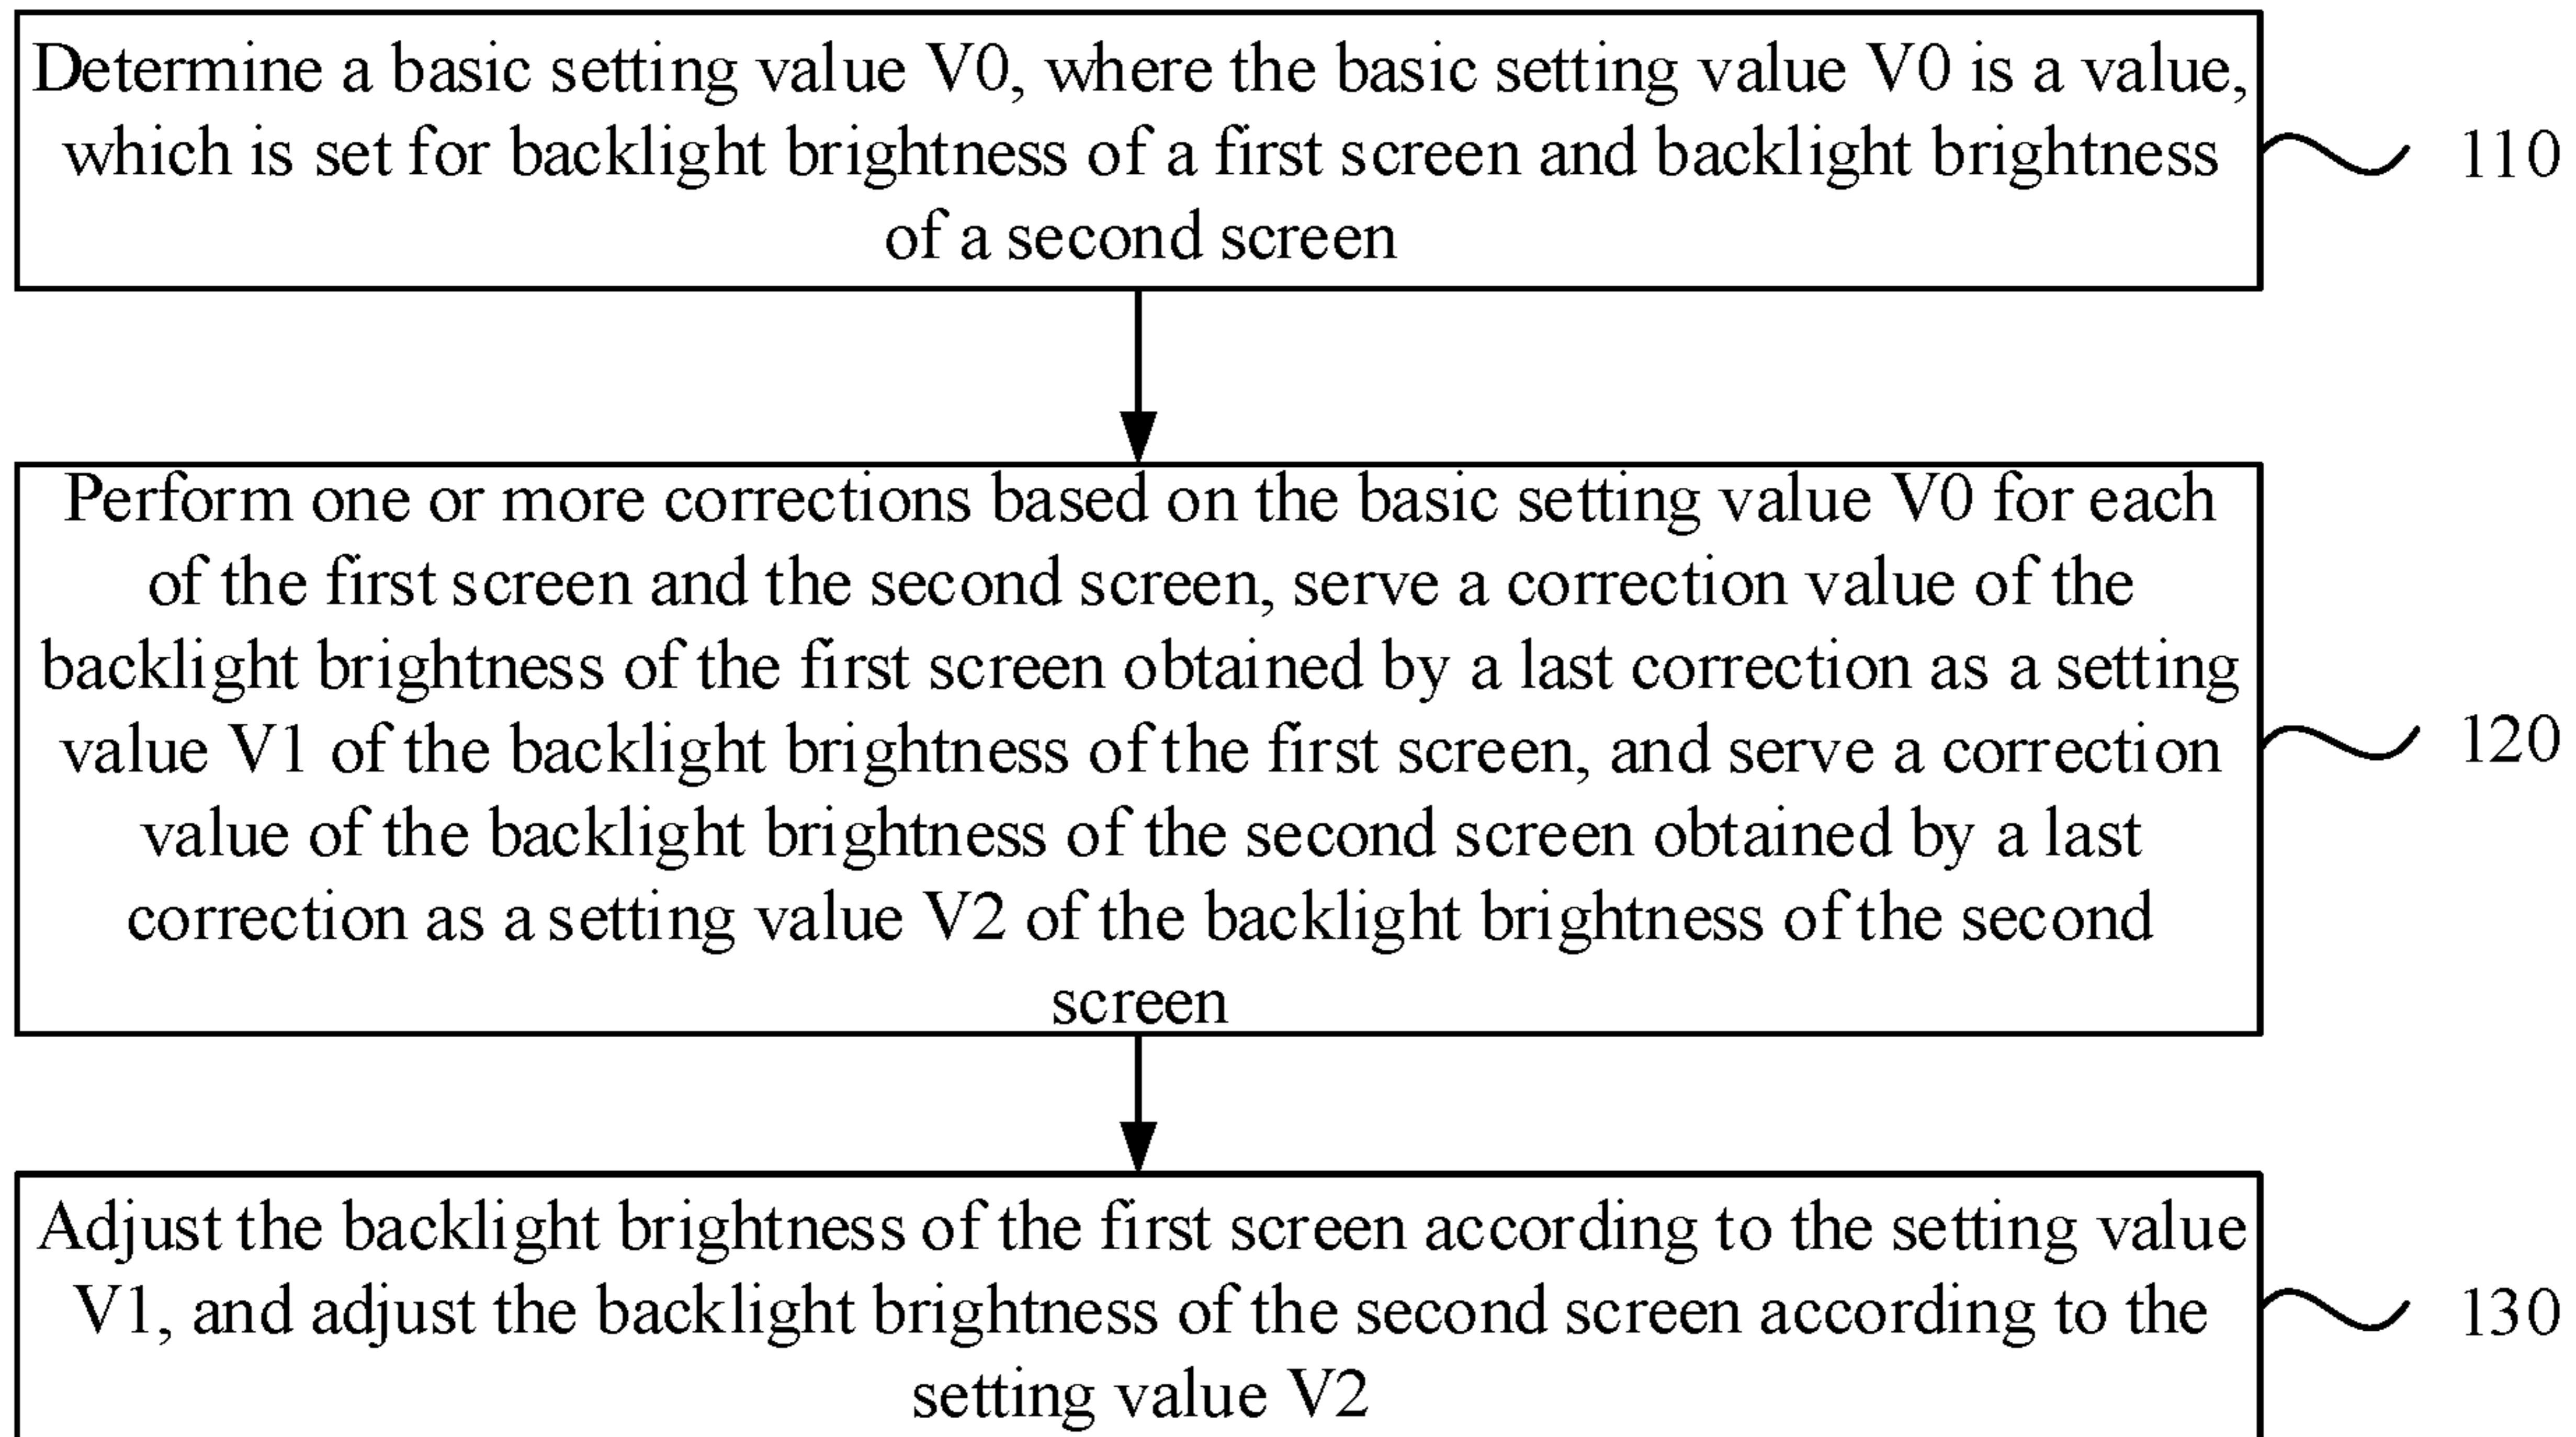 Determine a basic setting value V0, where the basic setting value V0 is a value,
which is set for backlight brightness of a first screen and backlight brightness
of a second screen
110
Perform one or more corrections based on the basic setting value V0 for each
of the first screen and the second screen, serve a correction value of the
backlight brightness of the first screen obtained by a last correction as a setting
value V1 of the backlight brightness of the first screen, and serve a correction
value of the backlight brightness of the second screen obtained by a last
correction as a setting value V2 of the backlight brightness of the second
screen
120
Adjust the backlight brightness of the first screen according to the setting value
V1, and adjust the backlight brightness of the second screen according to the
setting value V2
130